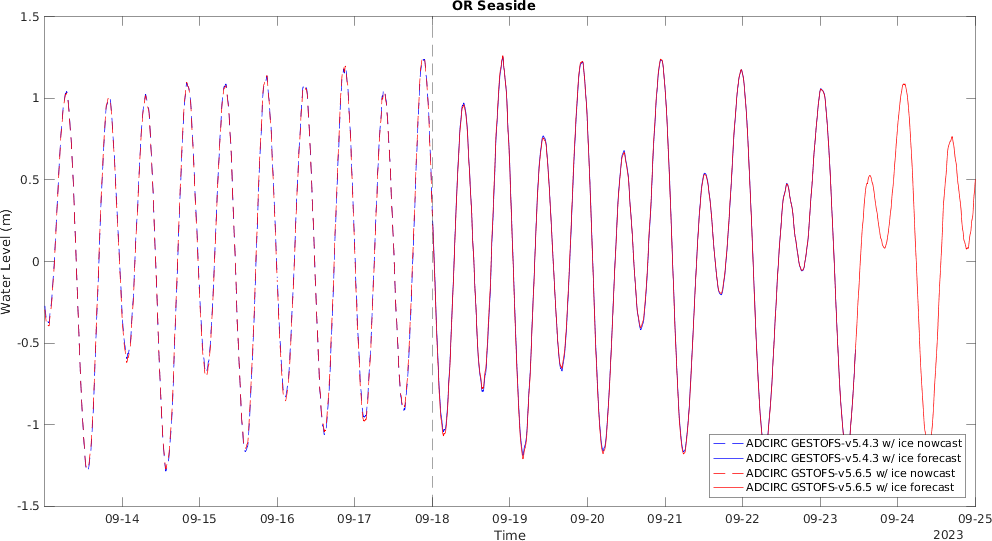 OR Seaside
1.5
1
0.5
0
-0.5
-1
-1.5
Water Level (m)
ADCIRC GESTOFS-v5.4.3 w/ ice nowcast
ADCIRC GESTOFS-v5.4.3 w/ ice forecast
ADCIRC GSTOFS-v5.6.5 w/ ice nowcast
ADCIRC GSTOFS-v5.6.5 w/ ice forecast
09-14 09-15 09-16 09-17 09-18 09-19 09-20 09-21 09-22 09-23 09-24 09-25
Time
2023